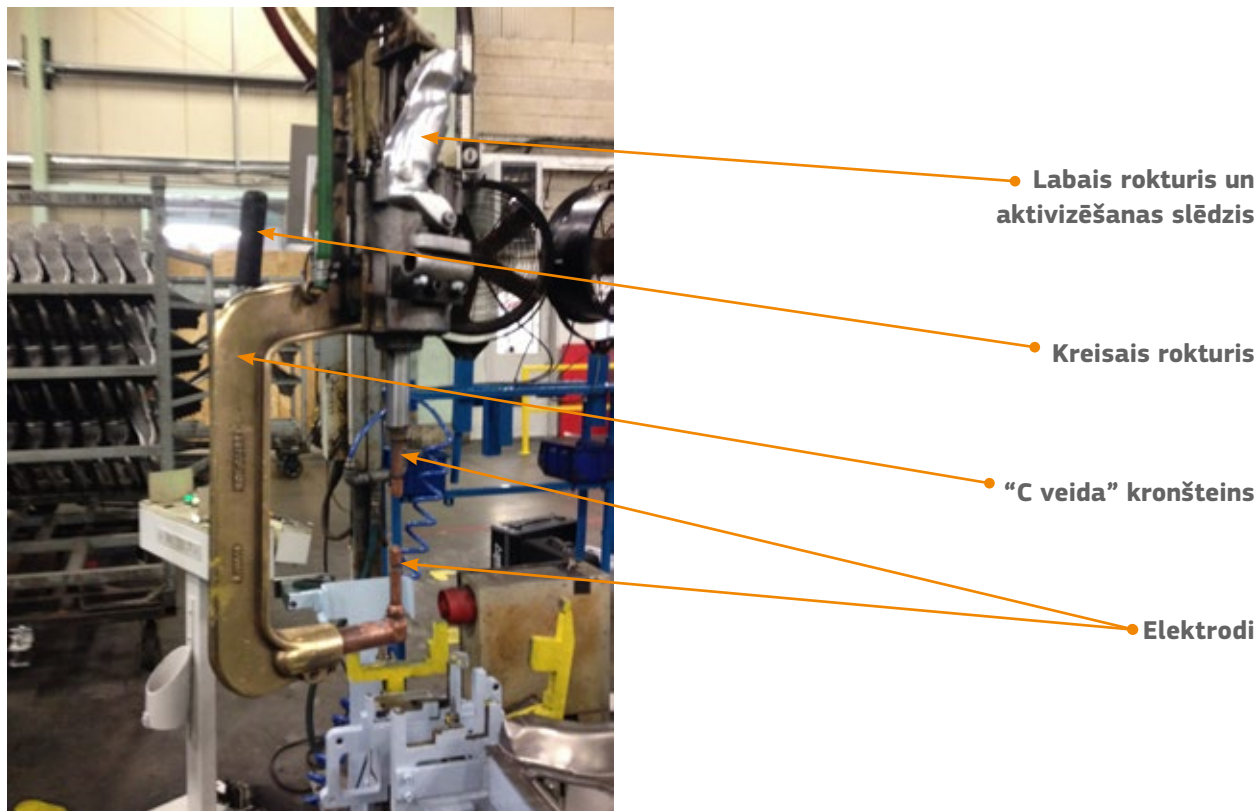 Labais rokturis un
aktivizēšanas slēdzis
Kreisais rokturis
“C veida” kronšteins
Elektrodi